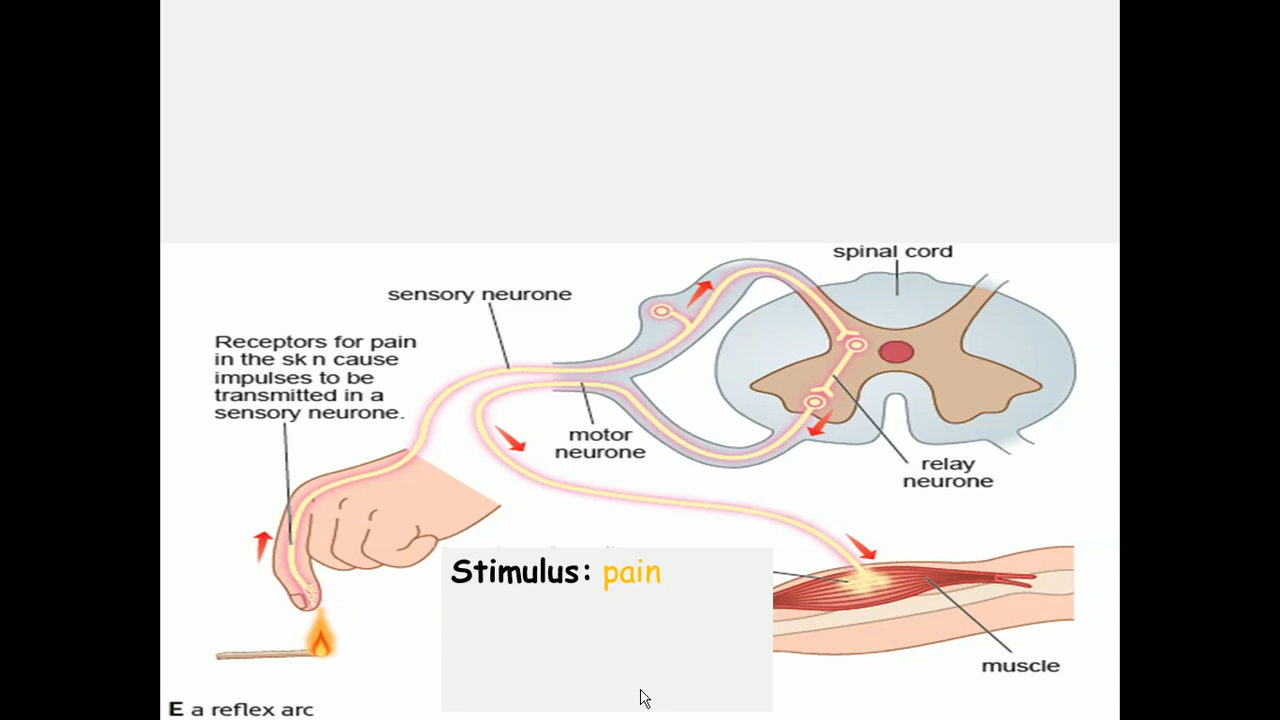 spinal cord
sensory neurone
Receptors for pain
in the sk n cause
impulses to be
transmitted in a
sensory neurone.
motor
neurone
relay
neurone
Stimulus: pain
muscle
E a reflex arc